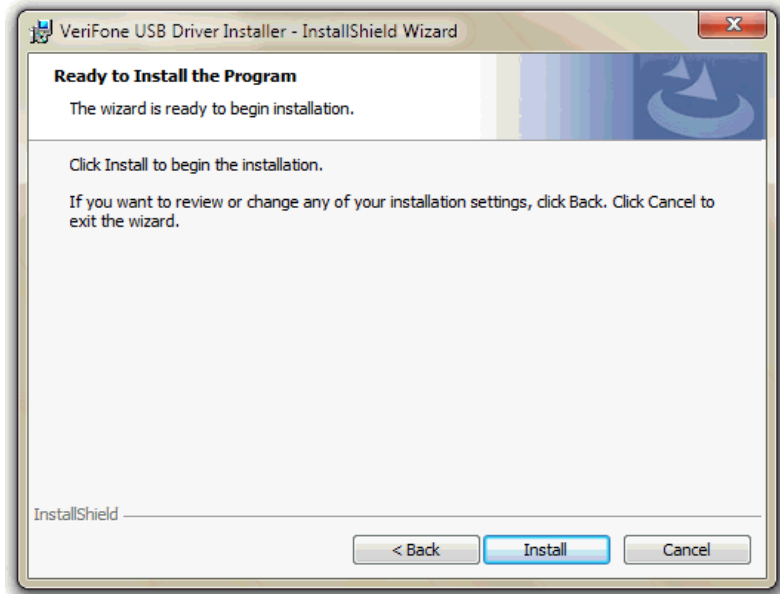 VeriFone USB Driver Installer - InstallShield Wizard
Ready to Install the Program
The wizard is ready to begin installation.
Click Install to begin the installation.
If you want to review or change any of your installation settings, click Back. Click Cancel to
exit the wizard.
InstallShield
< Back Install Cancel